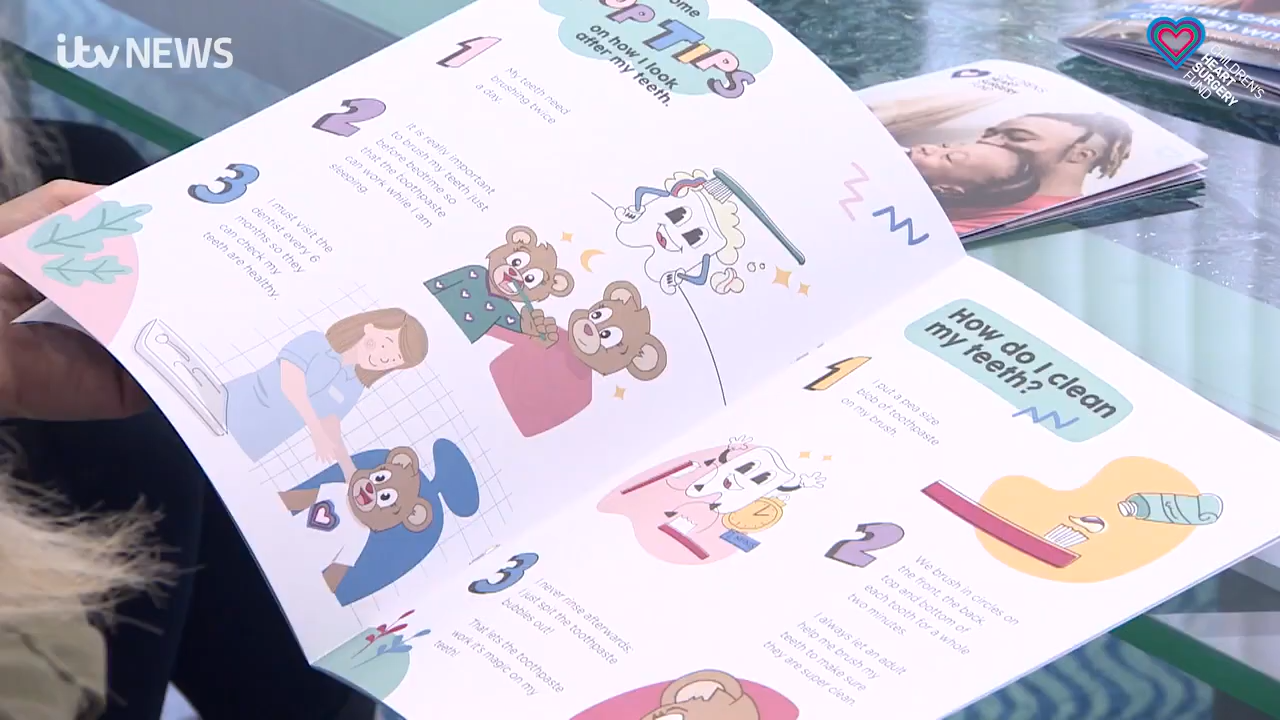 itv NEWS
CHILDREN'S
HEART
SURGERY
FUND
TOP TIPS
on how I look
after my teeth.
1
My teeth need
brushing twice
a day.
2
It is really important
to brush my teeth just
before bedtime so
that the toothpaste
can work while I am
sleeping
3
I must visit the
dentist every 6
months so they
can check my
teeth are healthy.
How do I clean
my teeth?
1
I put a pea size
blob of toothpaste
on my brush
2
We brush in circles on
the front, the back
top and bottom of
each tooth for a whole
two minutes.
I always let an adult
help me brush my
teeth to make sure
they are super clean.
3
I never rinse afterwards;
I just spit the toothpaste
bubbles out!
That lets the toothpaste
work it's magic on my
teeth!
DENTAL CAR